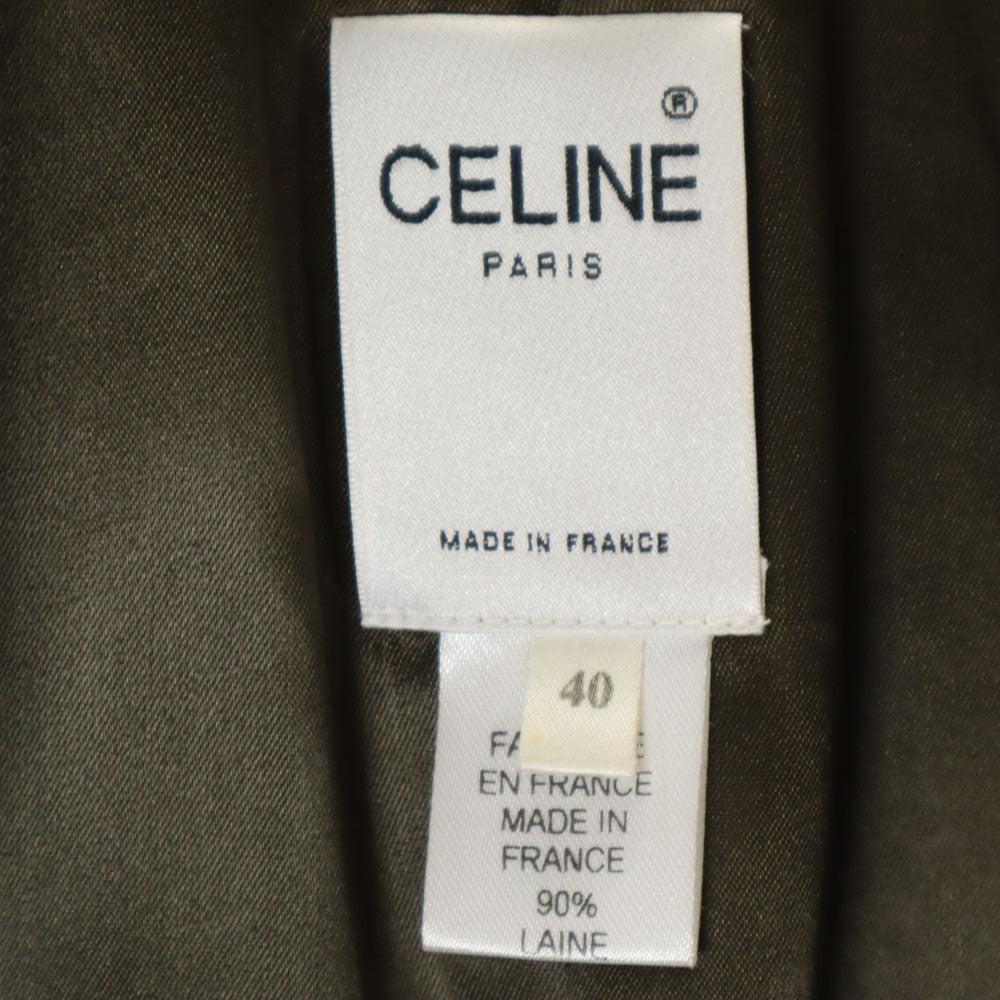 ®
CELINE
PARIS
MADE IN FRANCE
40
EN FRANCE
MADE IN
FRANCE
90%
LAINE